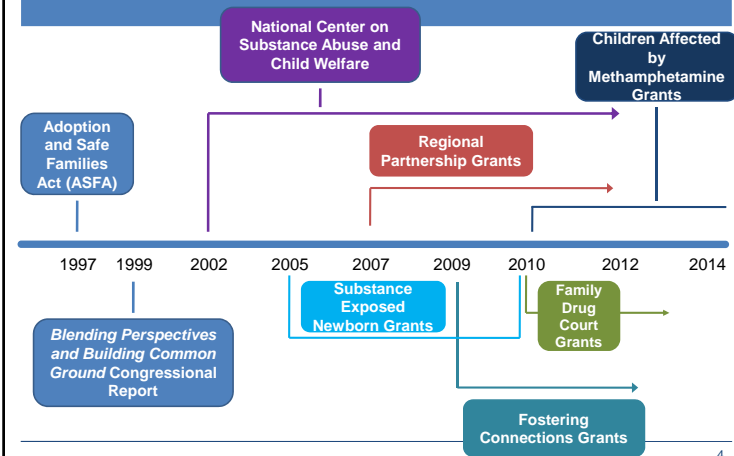 National Center on
Substance Abuse and
Child Welfare
Children Affected
by
Methamphetamine
Grants
Adoption
and Safe
Families
Act (ASFA)
Regional
Partnership Grants
1997 1999 2002 2005 2007 2009 2010 2012 2014
Substance
Exposed
Newborn Grants
Family
Drug
Court
Grants
Blending Perspectives
and Building Common
Ground Congressional
Report
Fostering
Connections Grants
4